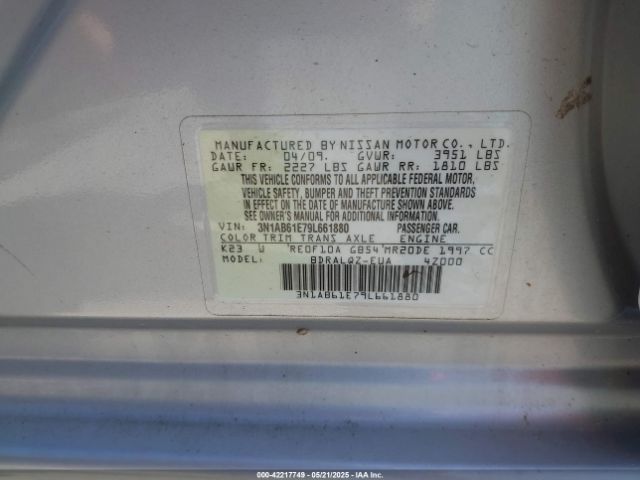 MANUFACTURED BY NISSAN MOTOR CO., LTD.
DATE: 04/09. GVWR: 3951 LBS
GAWR FR: 2227 LBS GAWR RR: 1810 LBS
THIS VEHICLE CONFORMS TO ALL APPLICABLE FEDERAL MOTOR
VEHICLE SAFETY, BUMPER AND THEFT PREVENTION STANDARDS
IN EFFECT ON THE DATE OF MANUFACTURE SHOWN ABOVE.
SEE OWNER'S MANUAL FOR ADDITIONAL INFORMATION.
VIN: 3N1AB61E79L661880 PASSENGER CAR.
COLOR TRIM TRANS AXLE ENGINE
K23 U RE0F10A GB54 MR20DE 1997 CC
MODEL: BDRALQZ-EUA 4Z000
3N1AB61E79L661880
000-42217749 - 05/21/2025 - IAAI.COM